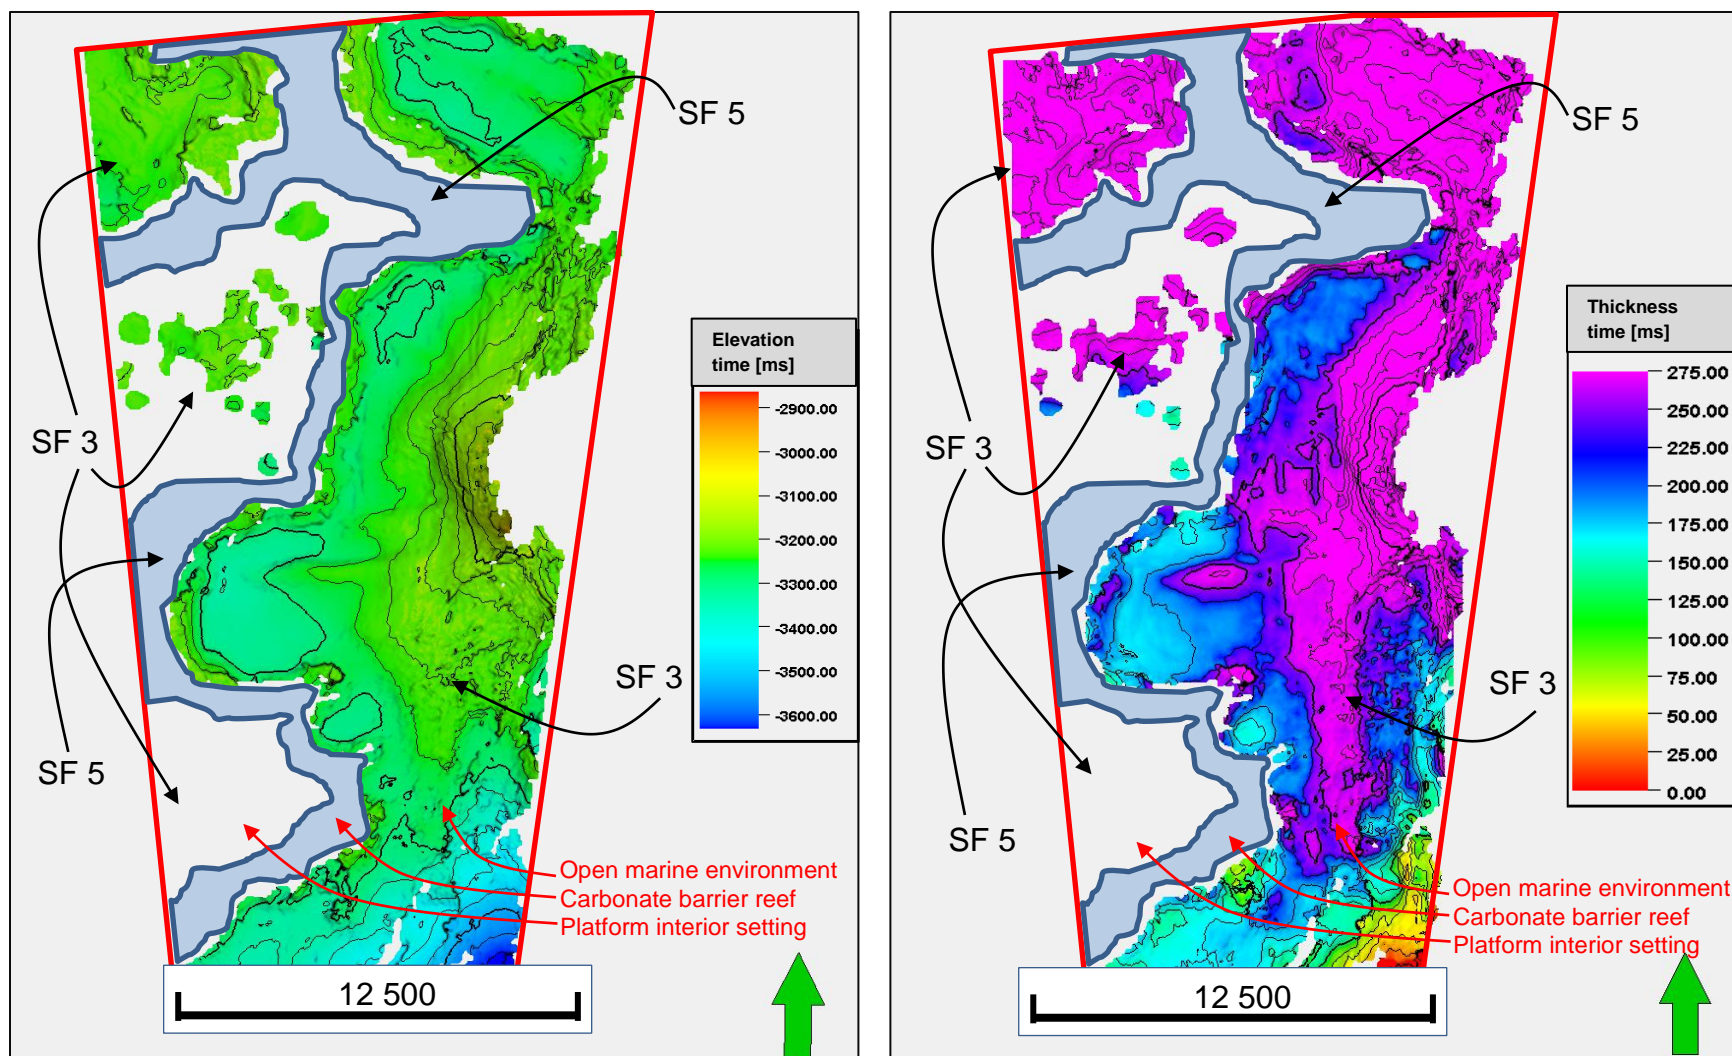 SF 5
Elevation
time [ms]
-2900.00
-3000.00
-3100.00
-3200.00
-3300.00
-3400.00
-3500.00
-3600.00
SF 3
SF 3
SF 5
Open marine environment
Carbonate barrier reef
Platform interior setting
12 500
SF 5
Thickness
time [ms]
275.00
250.00
225.00
200.00
175.00
150.00
125.00
100.00
75.00
50.00
25.00
0.00
SF 3
SF 3
SF 5
Open marine environment
Carbonate barrier reef
Platform interior setting
12 500